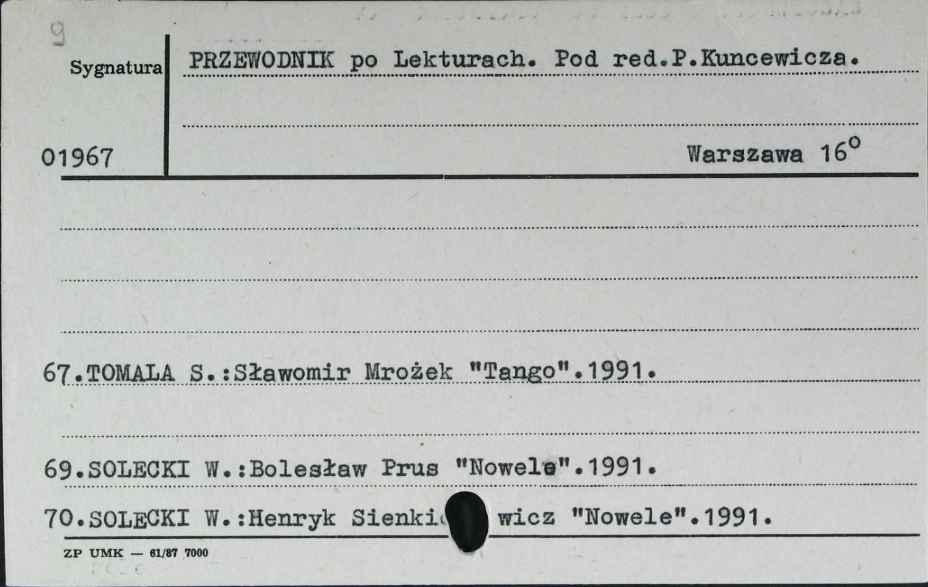 9
Sygnatura
PRZEWODNIK po Lekturach. Pod red.P.Kuncewicza.
01967
Warszawa 16°
67.TOMALA S.:Sławomir Mrożek "Tango".1991.
69.SOLECKI W.:Bolesław Prus "Nowele".1991.
70.SOLECKI W.:Henryk Sienki wicz "Nowele".1991.
ZP UMK — 61/87 7000